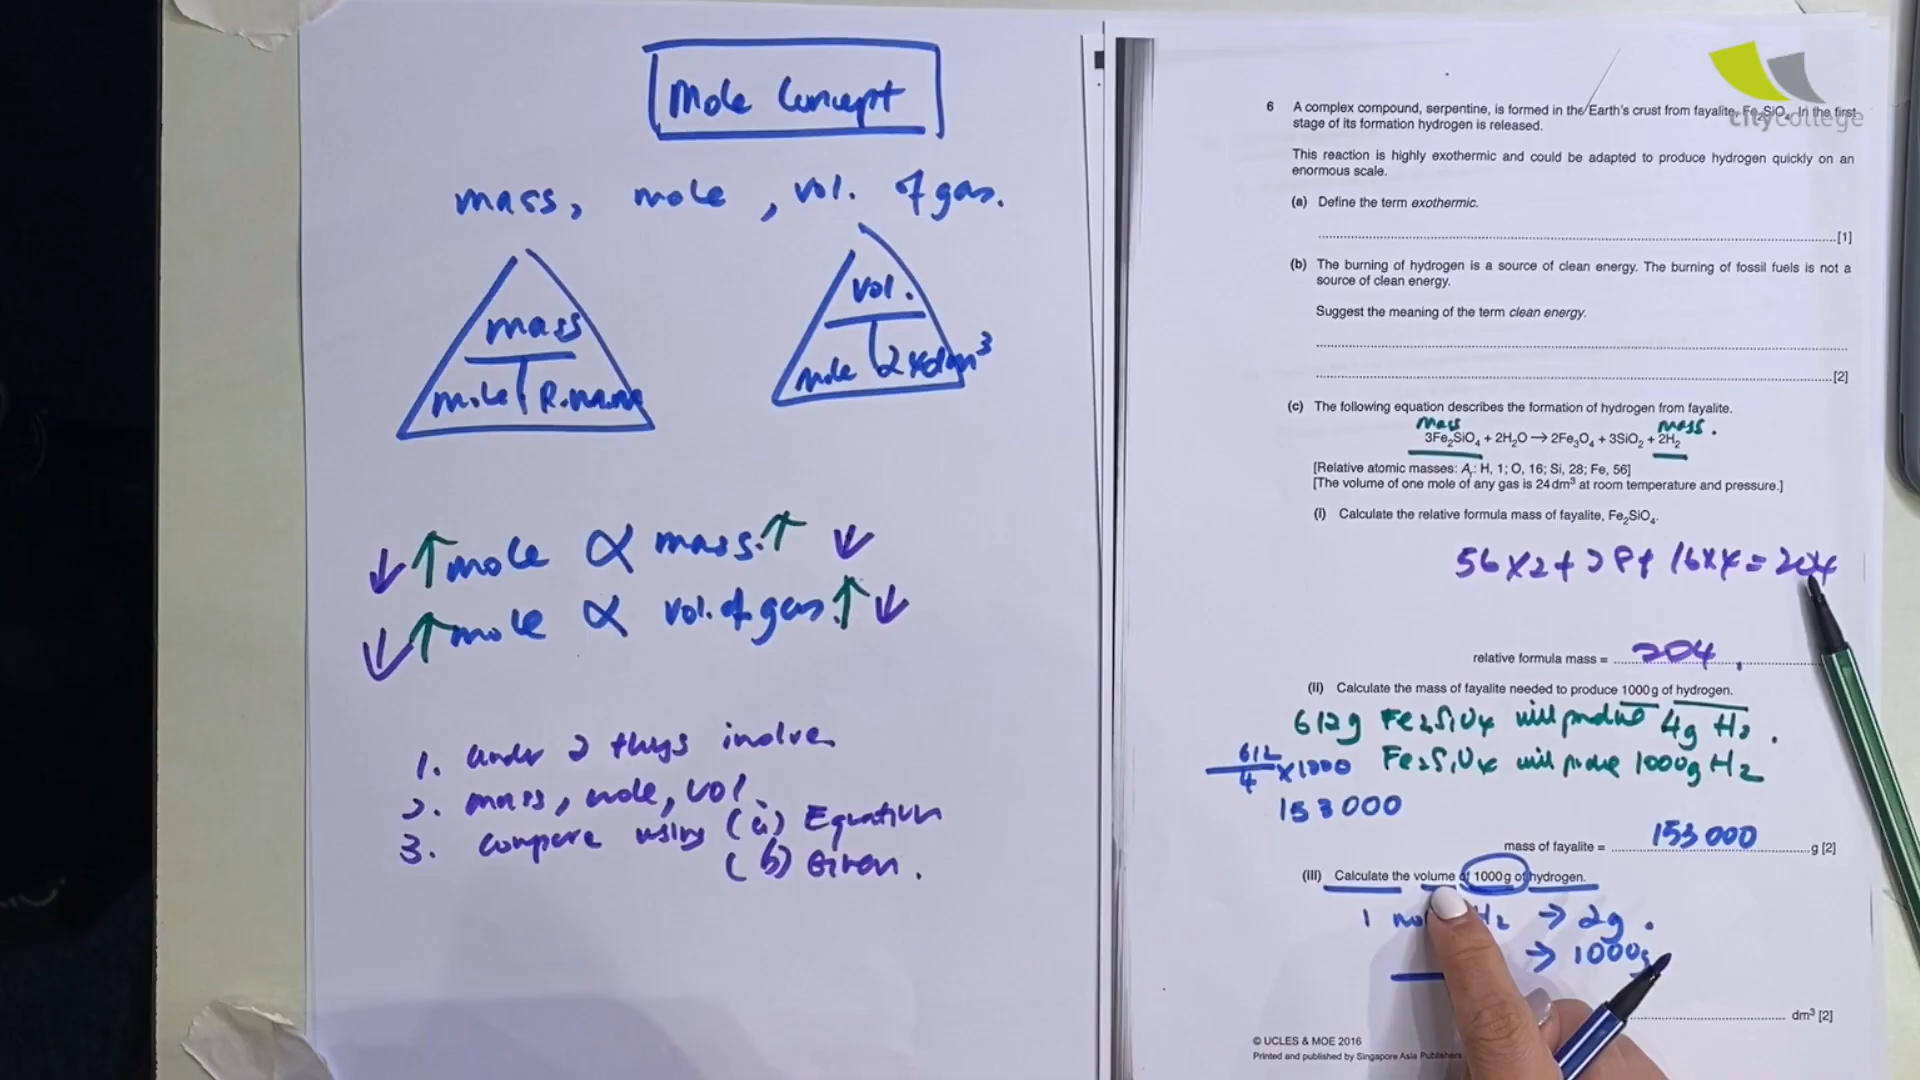 Mole Concept
mass, mole, vol. of gas.
mass
mole R.mass
vol.
mole 24dm³
↓↑mole ∝ mass.↑ ↓
↓↑mole ∝ vol. of gas.↑↓
1. under 2 things involve
2. mass, mole, vol
3. compare using (a) Equation
(b) Given.
citycollege
6 A complex compound, serpentine, is formed in the Earth's crust from fayalite, Fe₂SiO₄. In the first
stage of its formation hydrogen is released.
This reaction is highly exothermic and could be adapted to produce hydrogen quickly on an
enormous scale.
(a) Define the term exothermic.
[1]
(b) The burning of hydrogen is a source of clean energy. The burning of fossil fuels is not a
source of clean energy.
Suggest the meaning of the term clean energy.
[2]
(c) The following equation describes the formation of hydrogen from fayalite.
mass mass.
3Fe₂SiO₄ + 2H₂O → 2Fe₃O₄ + 3SiO₂ + 2H₂
[Relative atomic masses: Aᵣ: H, 1; O, 16; Si, 28; Fe, 56]
[The volume of one mole of any gas is 24 dm³ at room temperature and pressure.]
(i) Calculate the relative formula mass of fayalite, Fe₂SiO₄.
56×2+28+16×4=204
relative formula mass = 204
(ii) Calculate the mass of fayalite needed to produce 1000 g of hydrogen.
612g Fe₂SiO₄ will produce 4g H₂.
612/4 ×1000 Fe₂SiO₄ will produce 1000g H₂
153000
mass of fayalite = 153000 g [2]
(iii) Calculate the volume of 1000 g of hydrogen.
1 H₂ → 2g.
→ 1000g
dm³ [2]
© UCLES & MOE 2016
Printed and published by Singapore Asia Publishers